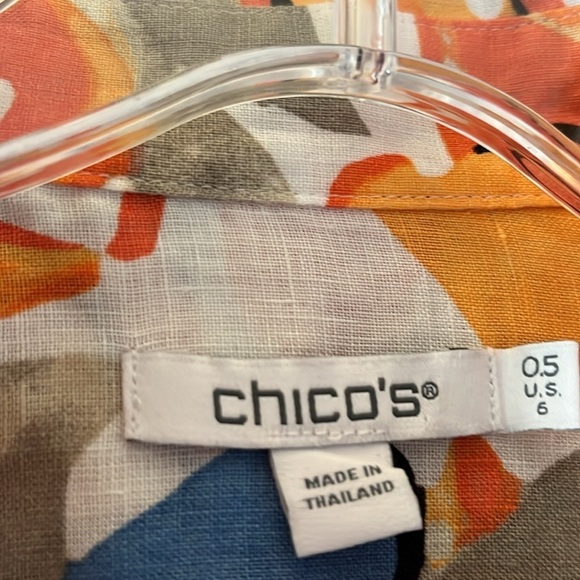 chico's®
0.5
U.S.
6
MADE IN
THAILAND